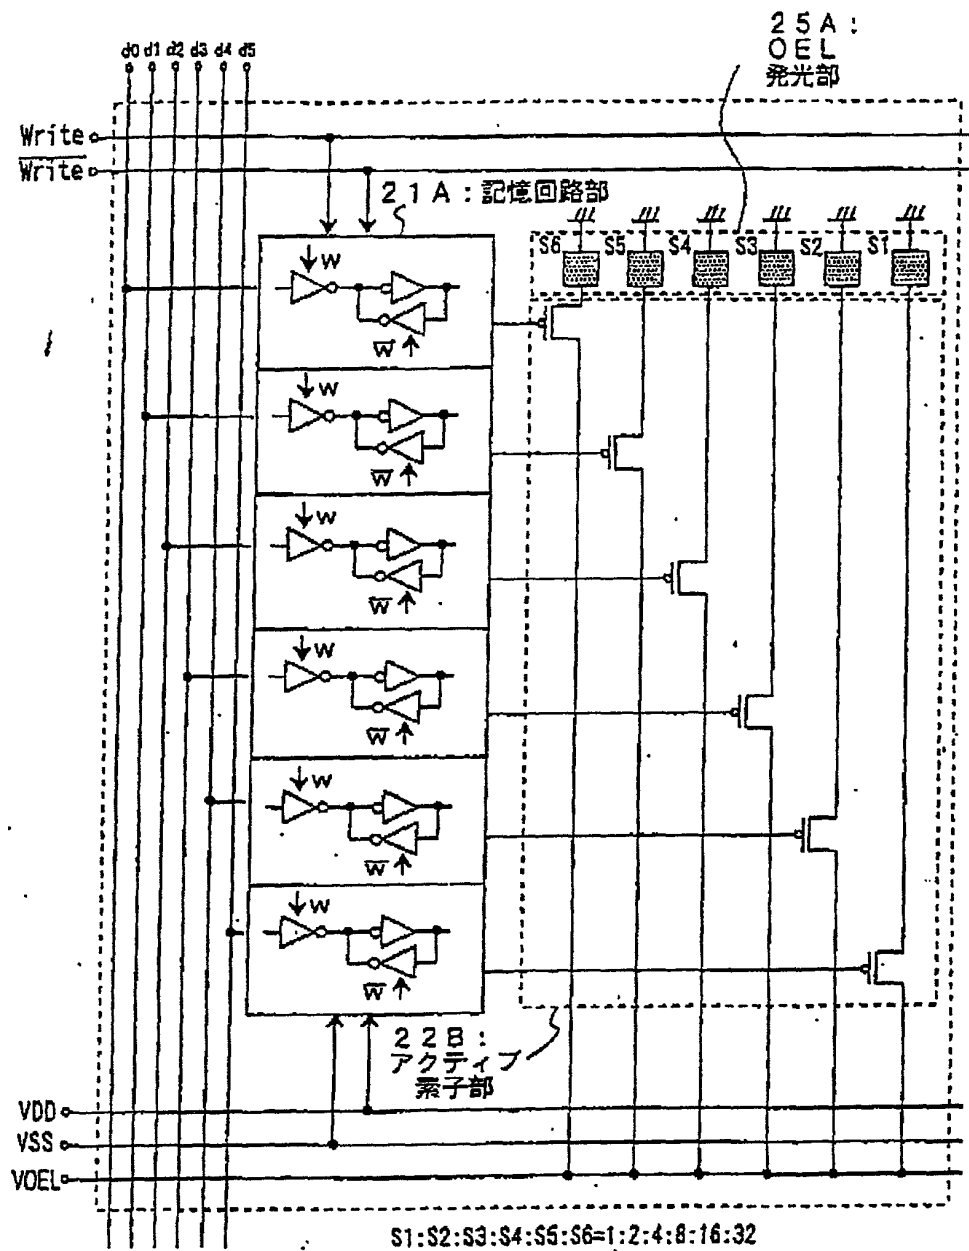 25A:
OEL
発光部
d0 d1 d2 d3 d4 d5
Write
W̅r̅i̅t̅e̅
21A:記憶回路部
S6 S5 S4 S3 S2 S1
W
W̅
W
W̅
W
W̅
W
W̅
W
W̅
W
W̅
22B:
アクティブ
素子部
VDD
VSS
VOEL
S1:S2:S3:S4:S5:S6=1:2:4:8:16:32